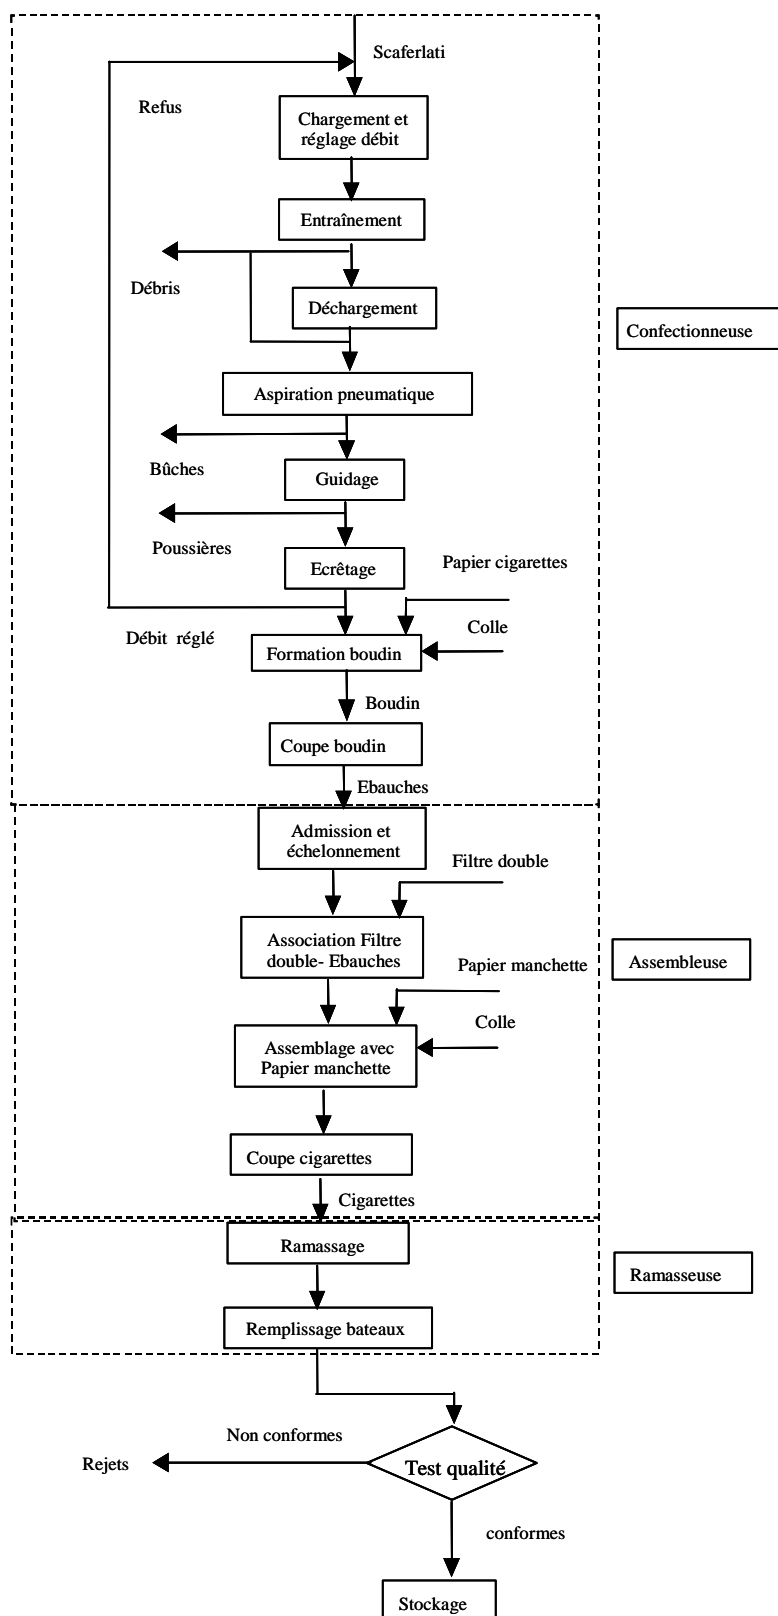 Scaferlati
Refus
Chargement et
réglage débit
Entraînement
Débris
Déchargement
Confectionneuse
Aspiration pneumatique
Bûches
Guidage
Poussières
Ecrêtage
Papier cigarettes
Colle
Débit réglé
Formation boudin
Boudin
Coupe boudin
Ebauches
Admission et
échelonnement
Filtre double
Association Filtre
double- Ebauches
Assembleuse
Papier manchette
Colle
Assemblage avec
Papier manchette
Coupe cigarettes
Cigarettes
Ramassage
Ramasseuse
Remplissage bateaux
Non conformes
Rejets
Test qualité
conformes
Stockage